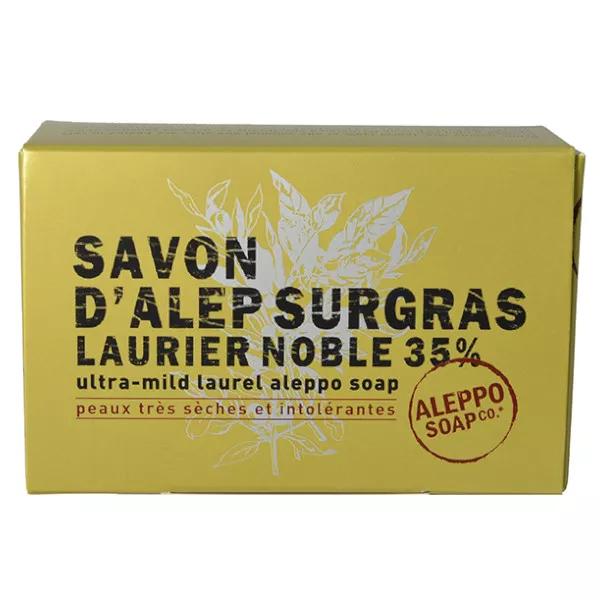 SAVON
D'ALEP SURGRAS
LAURIER NOBLE 35%
ultra-mild laurel aleppo soap
peaux très sèches et intolérantes
ALEPPO
SOAP CO.*